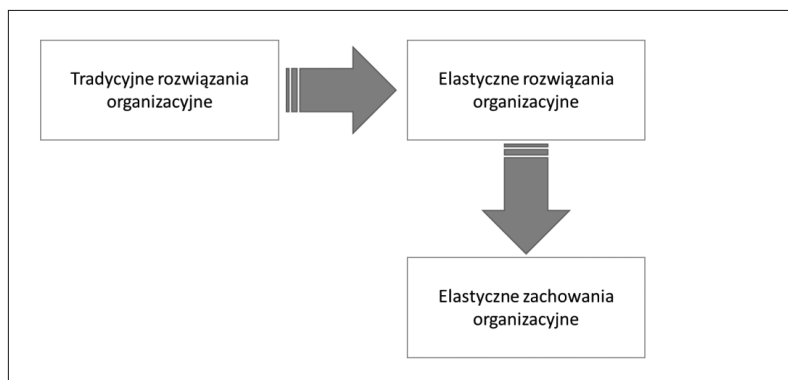 Tradycyjne rozwiązania
organizacyjne
Elastyczne rozwiązania
organizacyjne
Elastyczne zachowania
organizacyjne